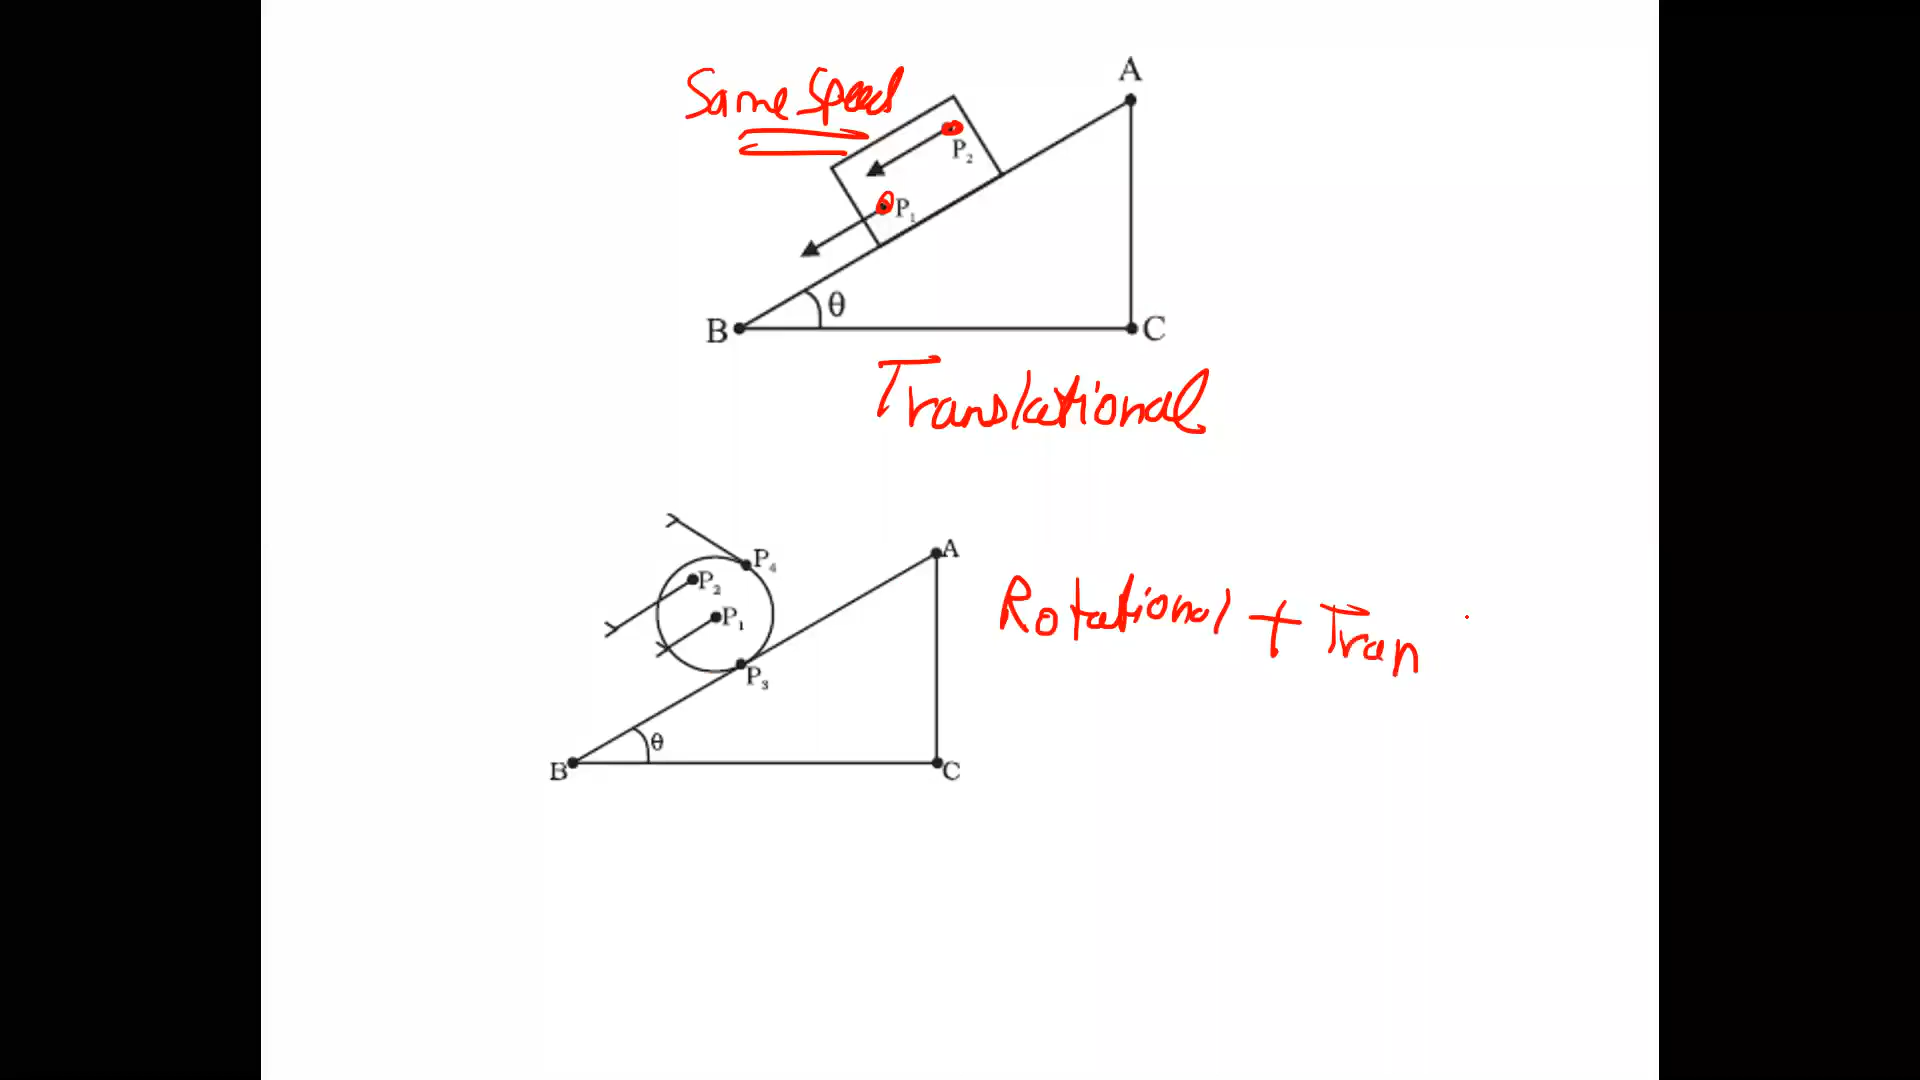 A
Same Speed
P₂
P₁
θ
B
C
Translational
P₄
A
P₂
P₁
Rotational + Tran
P₃
θ
B
C